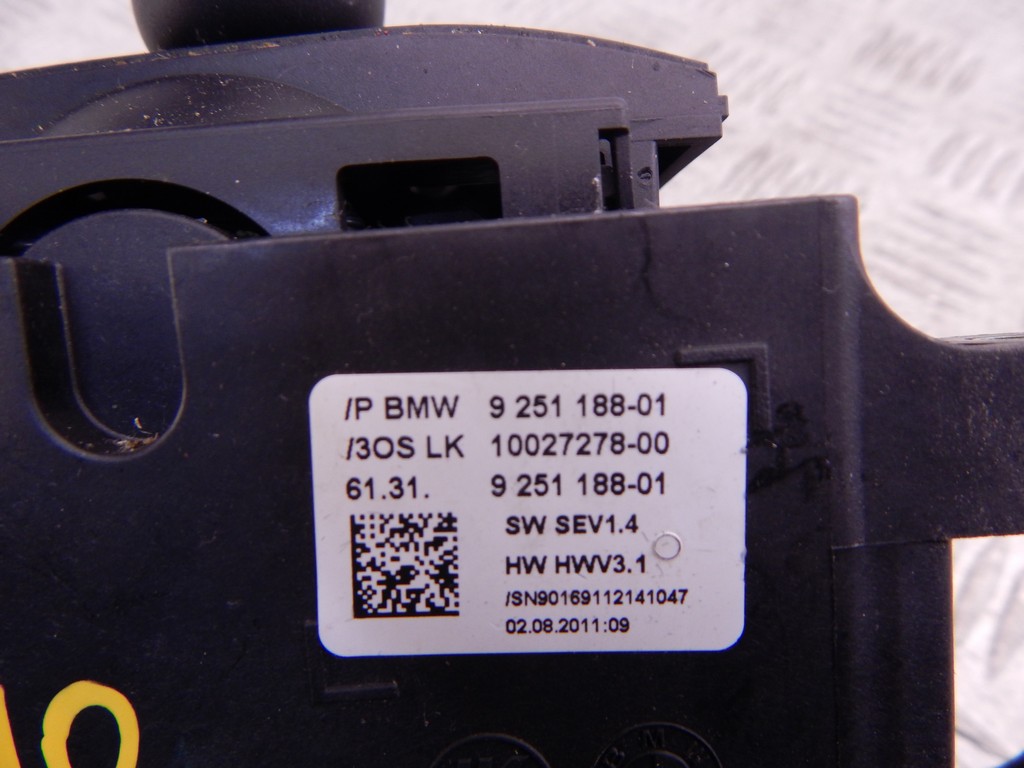 /P BMW 9 251 188-01
/3OS LK 10027278-00
61.31. 9 251 188-01
SW SEV1.4
HW HWV3.1
/SN90169112141047
02.08.2011:09